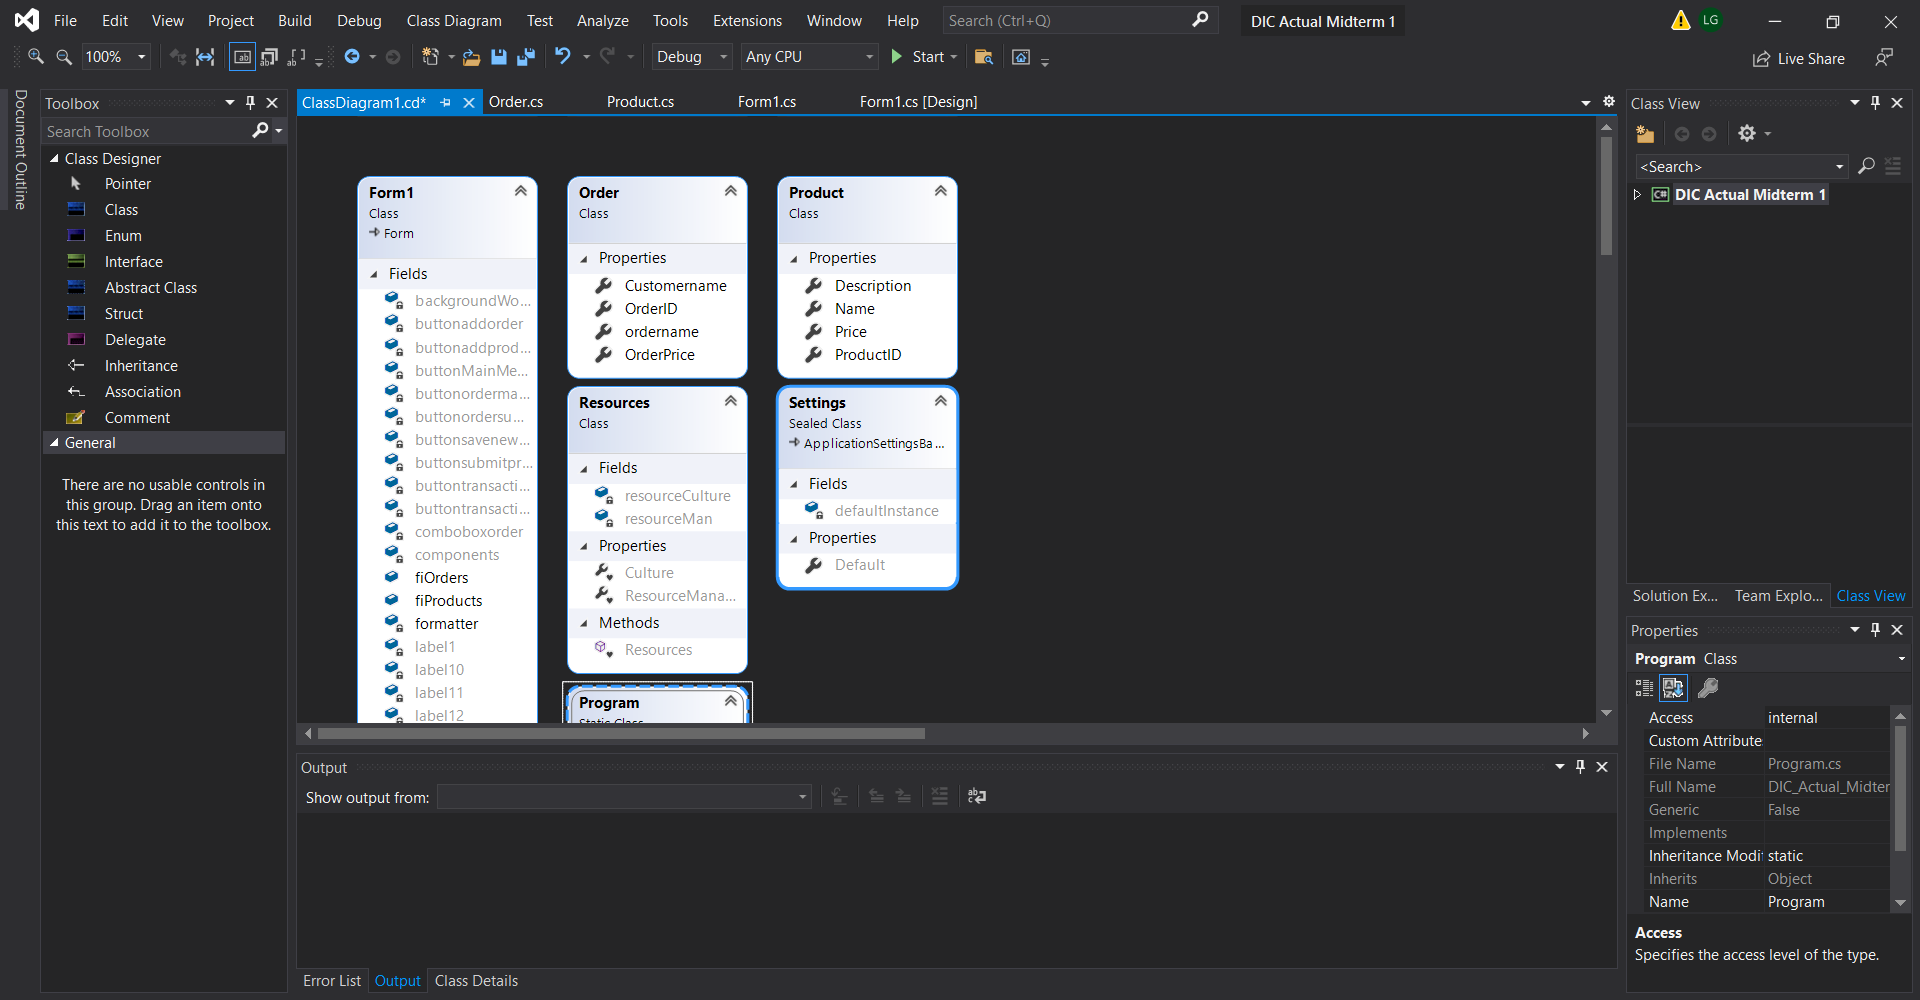 File Edit View Project Build Debug Class Diagram Test Analyze Tools Extensions Window Help Search (Ctrl+Q) DIC Actual Midterm 1 LG
100% Debug Any CPU Start Live Share
Document Outline
Toolbox
Search Toolbox
Class Designer
Pointer
Class
Enum
Interface
Abstract Class
Struct
Delegate
Inheritance
Association
Comment
General
There are no usable controls in
this group. Drag an item onto
this text to add it to the toolbox.
ClassDiagram1.cd* Order.cs Product.cs Form1.cs Form1.cs [Design]
Form1
Class
Form
Fields
backgroundWo...
buttonaddorder
buttonaddprod...
buttonMainMe...
buttonorderma...
buttonordersu...
buttonsavenew...
buttonsubmitpr...
buttontransacti...
buttontransacti...
comboboxorder
components
fiOrders
fiProducts
formatter
label1
label10
label11
label12
Order
Class
Properties
Customername
OrderID
ordername
OrderPrice
Product
Class
Properties
Description
Name
Price
ProductID
Resources
Class
Fields
resourceCulture
resourceMan
Properties
Culture
ResourceMana...
Methods
Resources
Settings
Sealed Class
ApplicationSettingsBa...
Fields
defaultInstance
Properties
Default
Program
Static Class
Output
Show output from:
Error List Output Class Details
Class View
<Search>
C# DIC Actual Midterm 1
Solution Ex... Team Explo... Class View
Properties
Program Class
Access internal
Custom Attribute
File Name Program.cs
Full Name DIC_Actual_Midter
Generic False
Implements
Inheritance Modi static
Inherits Object
Name Program
Access
Specifies the access level of the type.